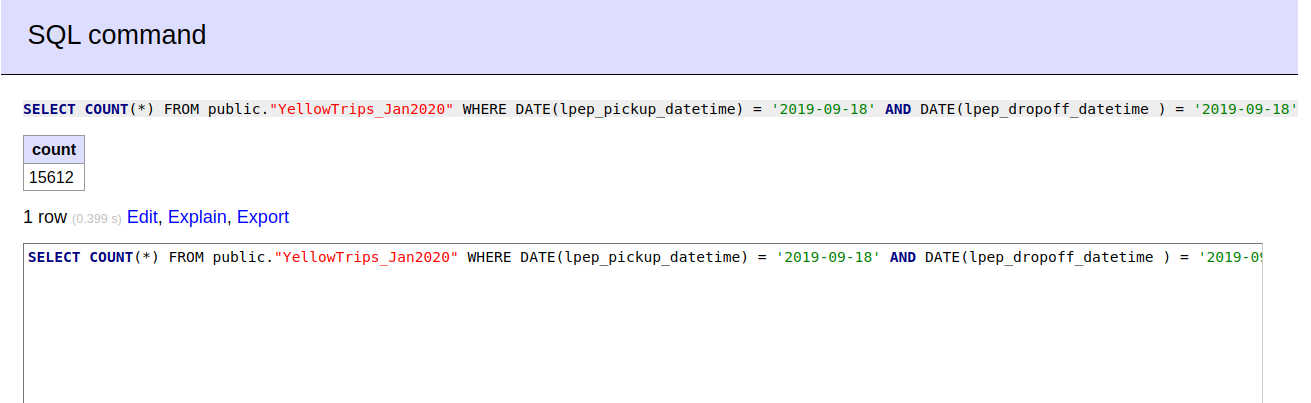 SQL command
SELECT COUNT(*) FROM public."YellowTrips_Jan2020" WHERE DATE(lpep_pickup_datetime) = '2019-09-18' AND DATE(lpep_dropoff_datetime ) = '2019-09-18'
count
15612
1 row (0.399 s) Edit, Explain, Export
SELECT COUNT(*) FROM public."YellowTrips_Jan2020" WHERE DATE(lpep_pickup_datetime) = '2019-09-18' AND DATE(lpep_dropoff_datetime ) = '2019-09